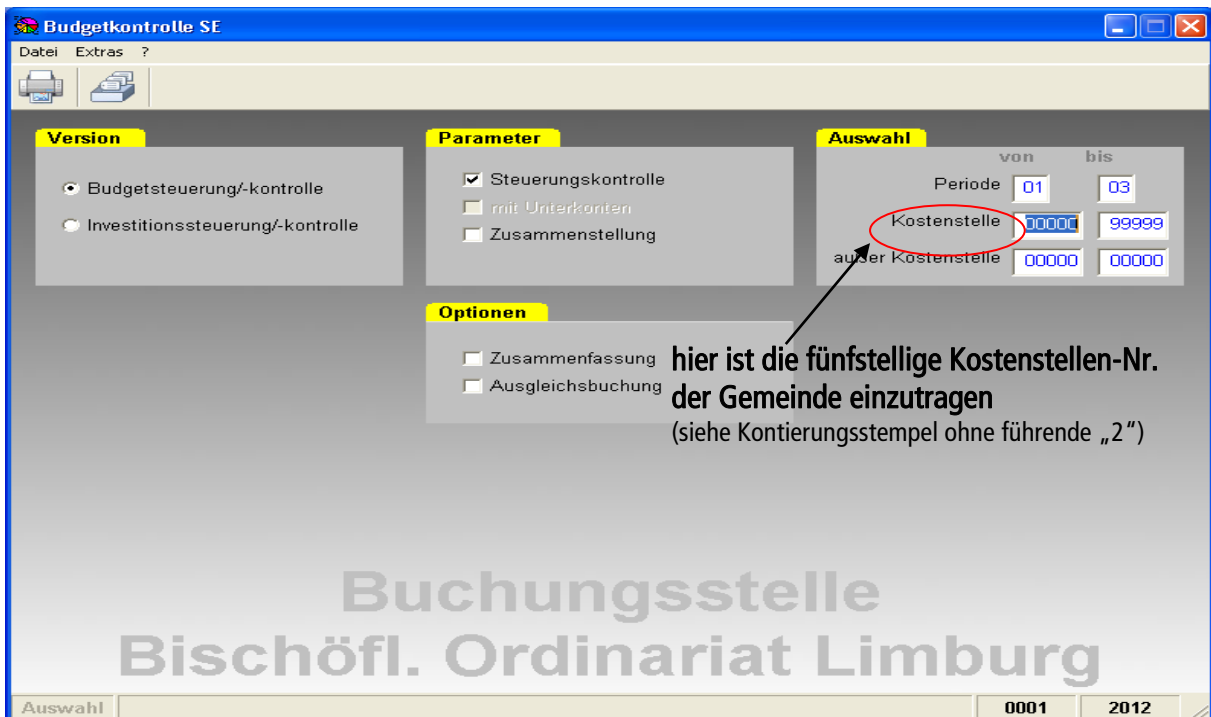 Budgetkontrolle SE
Datei Extras ?
Version
Budgetsteuerung/-kontrolle
Investitionssteuerung/-kontrolle
Parameter
Steuerungskontrolle
mit Unterkonten
Zusammenstellung
Optionen
Zusammenfassung
Ausgleichsbuchung
Auswahl
von bis
Periode 01 03
Kostenstelle 00000 99999
außer Kostenstelle 00000 00000
hier ist die fünfstellige Kostenstellen-Nr.
der Gemeinde einzutragen
(siehe Kontierungsstempel ohne führende „2“)
Buchungsstelle
Bischöfl. Ordinariat Limburg
Auswahl 0001 2012